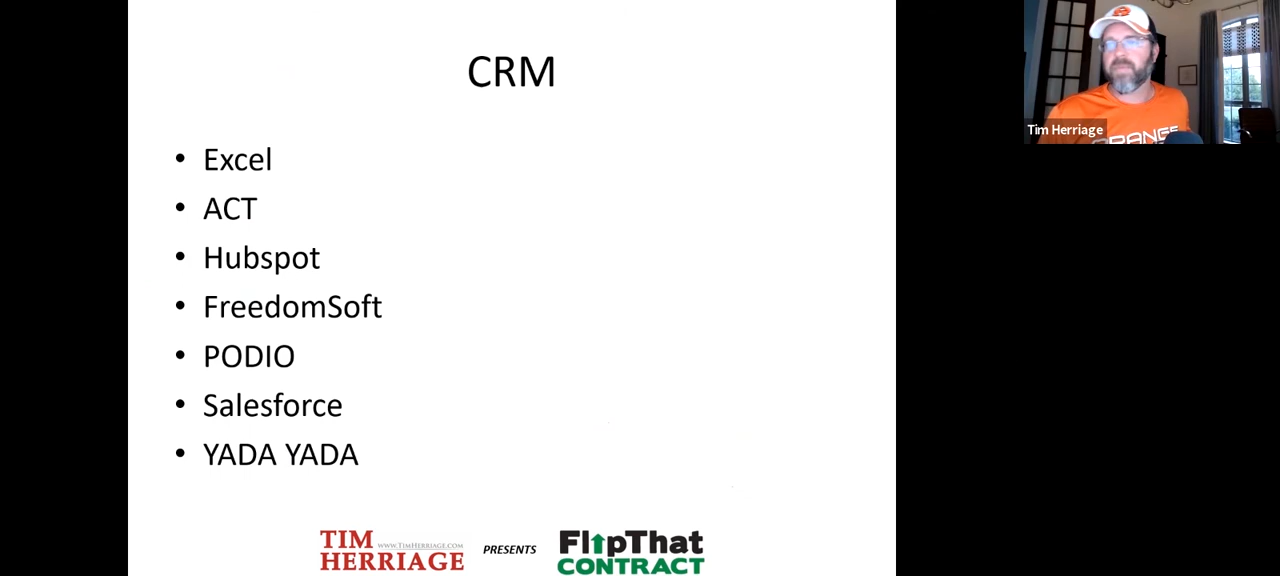 CRM
• Excel
• ACT
• Hubspot
• FreedomSoft
• PODIO
• Salesforce
• YADA YADA
TIM
WWW.TIMHERRIAGE.COM
HERRIAGE
PRESENTS
FlipThat
CONTRACT
Tim Herriage
ORANGE